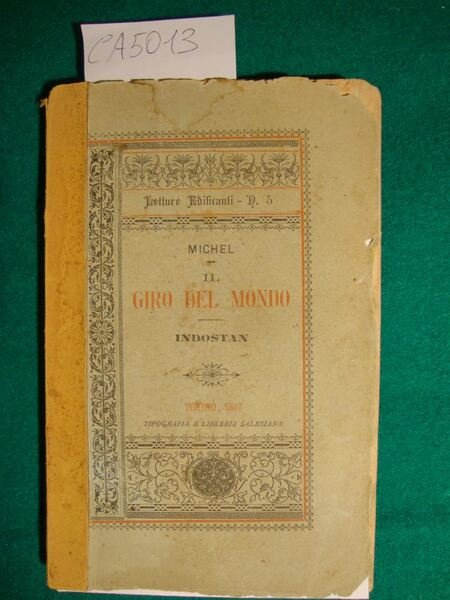 CA5013
Letture Edificanti - N. 5
MICHEL
IL
GIRO DEL MONDO
INDOSTAN
TORINO, 1887
TIPOGRAFIA E LIBRERIA SALESIANA